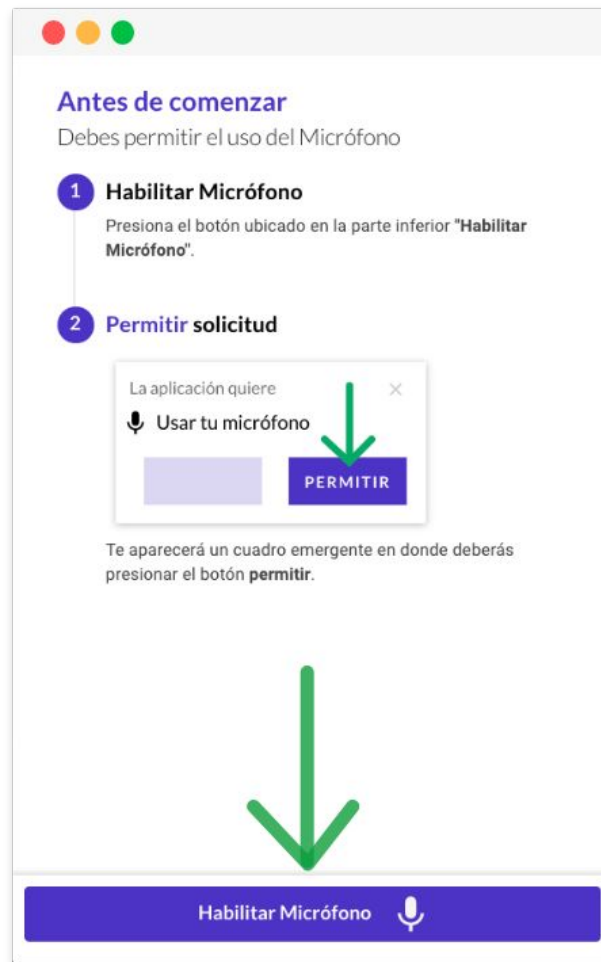 Antes de comenzar
Debes permitir el uso del Micrófono
1 Habilitar Micrófono
Presiona el botón ubicado en la parte inferior "Habilitar
Micrófono".
2 Permitir solicitud
La aplicación quiere
Usar tu micrófono
PERMITIR
Te aparecerá un cuadro emergente en donde deberás
presionar el botón permitir.
Habilitar Micrófono